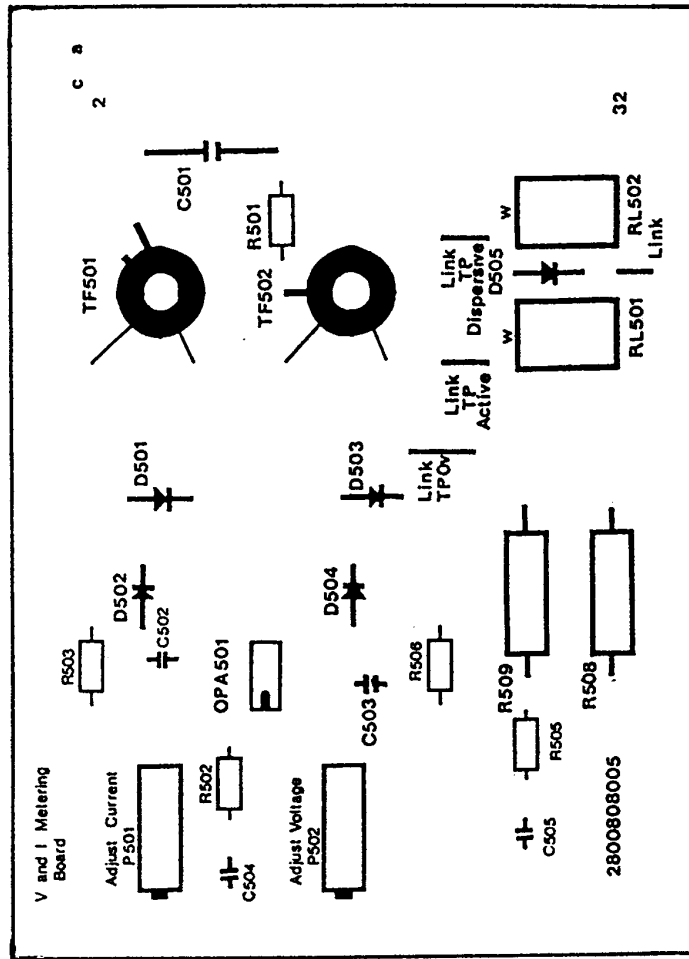 V and I Metering
Board
Adjust Current
P501
C504
R502
Adjust Voltage
P502
R503
D502
C502
OPA501
D504
C503
R506
D501
D503
Link
TPOv
TF501
TF502
C501
R501
c a
2
32
Link
TP
Active
Link
TP
Dispersive
D505
W
RL501
W
RL502
Link
R509
R508
R505
C505
2800808005